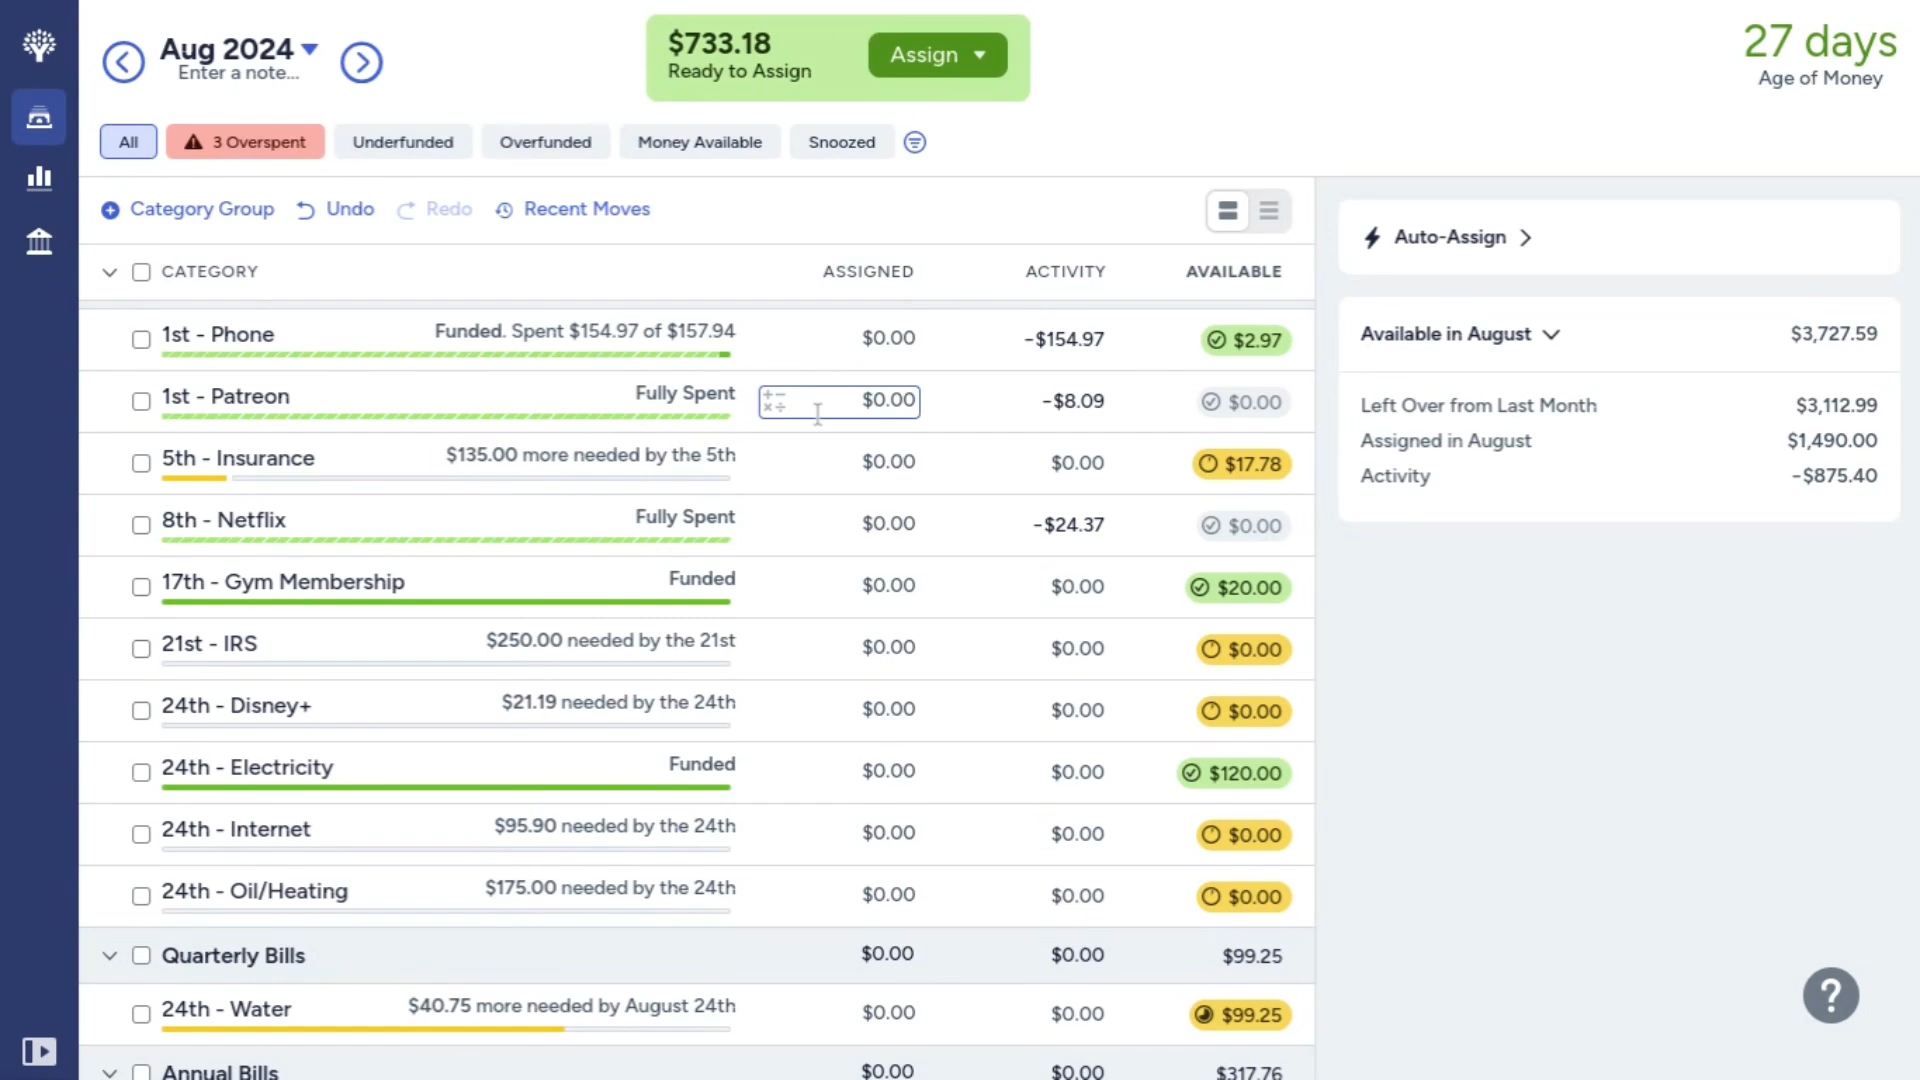 Aug 2024
Enter a note...
$733.18
Ready to Assign
Assign
27 days
Age of Money
All
3 Overspent
Underfunded
Overfunded
Money Available
Snoozed
Category Group
Undo
Redo
Recent Moves
CATEGORY ASSIGNED ACTIVITY AVAILABLE
1st - Phone Funded. Spent $154.97 of $157.94 $0.00 -$154.97 $2.97
1st - Patreon Fully Spent $0.00 -$8.09 $0.00
5th - Insurance $135.00 more needed by the 5th $0.00 $0.00 $17.78
8th - Netflix Fully Spent $0.00 -$24.37 $0.00
17th - Gym Membership Funded $0.00 $0.00 $20.00
21st - IRS $250.00 needed by the 21st $0.00 $0.00 $0.00
24th - Disney+ $21.19 needed by the 24th $0.00 $0.00 $0.00
24th - Electricity Funded $0.00 $0.00 $120.00
24th - Internet $95.90 needed by the 24th $0.00 $0.00 $0.00
24th - Oil/Heating $175.00 needed by the 24th $0.00 $0.00 $0.00
Quarterly Bills $0.00 $0.00 $99.25
24th - Water $40.75 more needed by August 24th $0.00 $0.00 $99.25
Annual Bills $0.00 $0.00 $317.76
Auto-Assign
Available in August $3,727.59
Left Over from Last Month $3,112.99
Assigned in August $1,490.00
Activity -$875.40
?